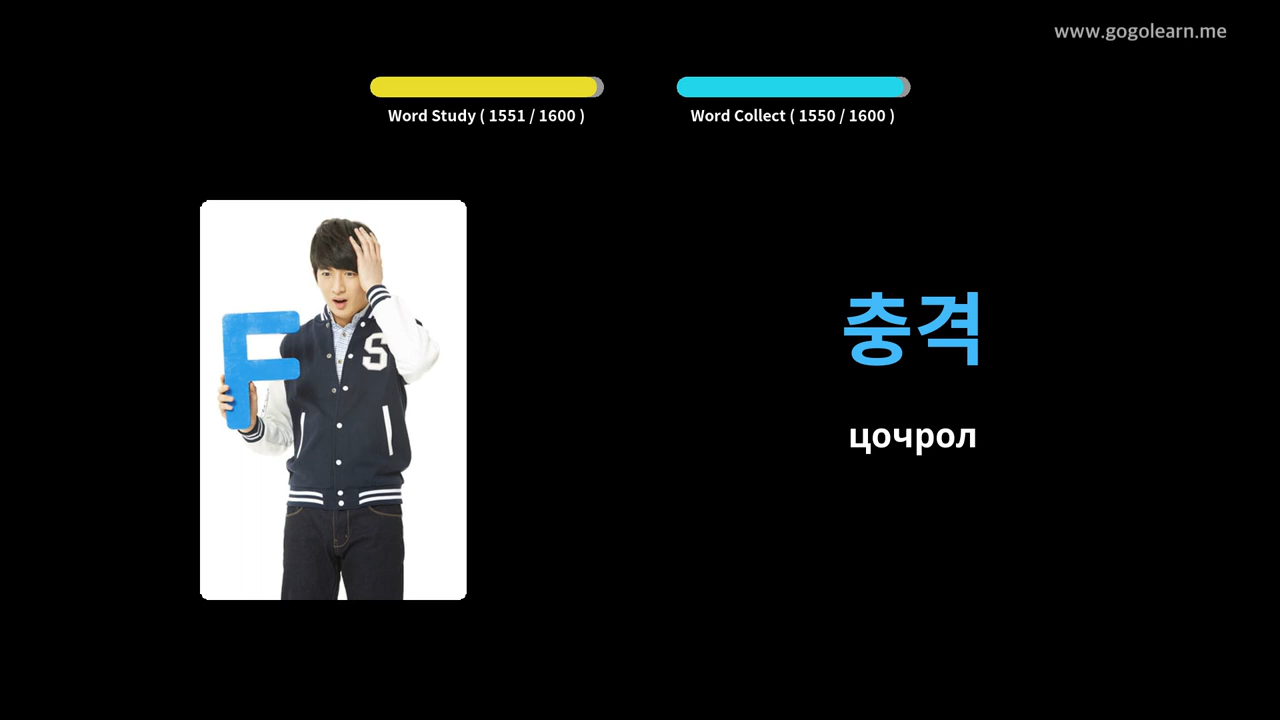 www.gogolearn.me
Word Study ( 1551 / 1600 )
Word Collect ( 1550 / 1600 )
F
S
충격
цочрол